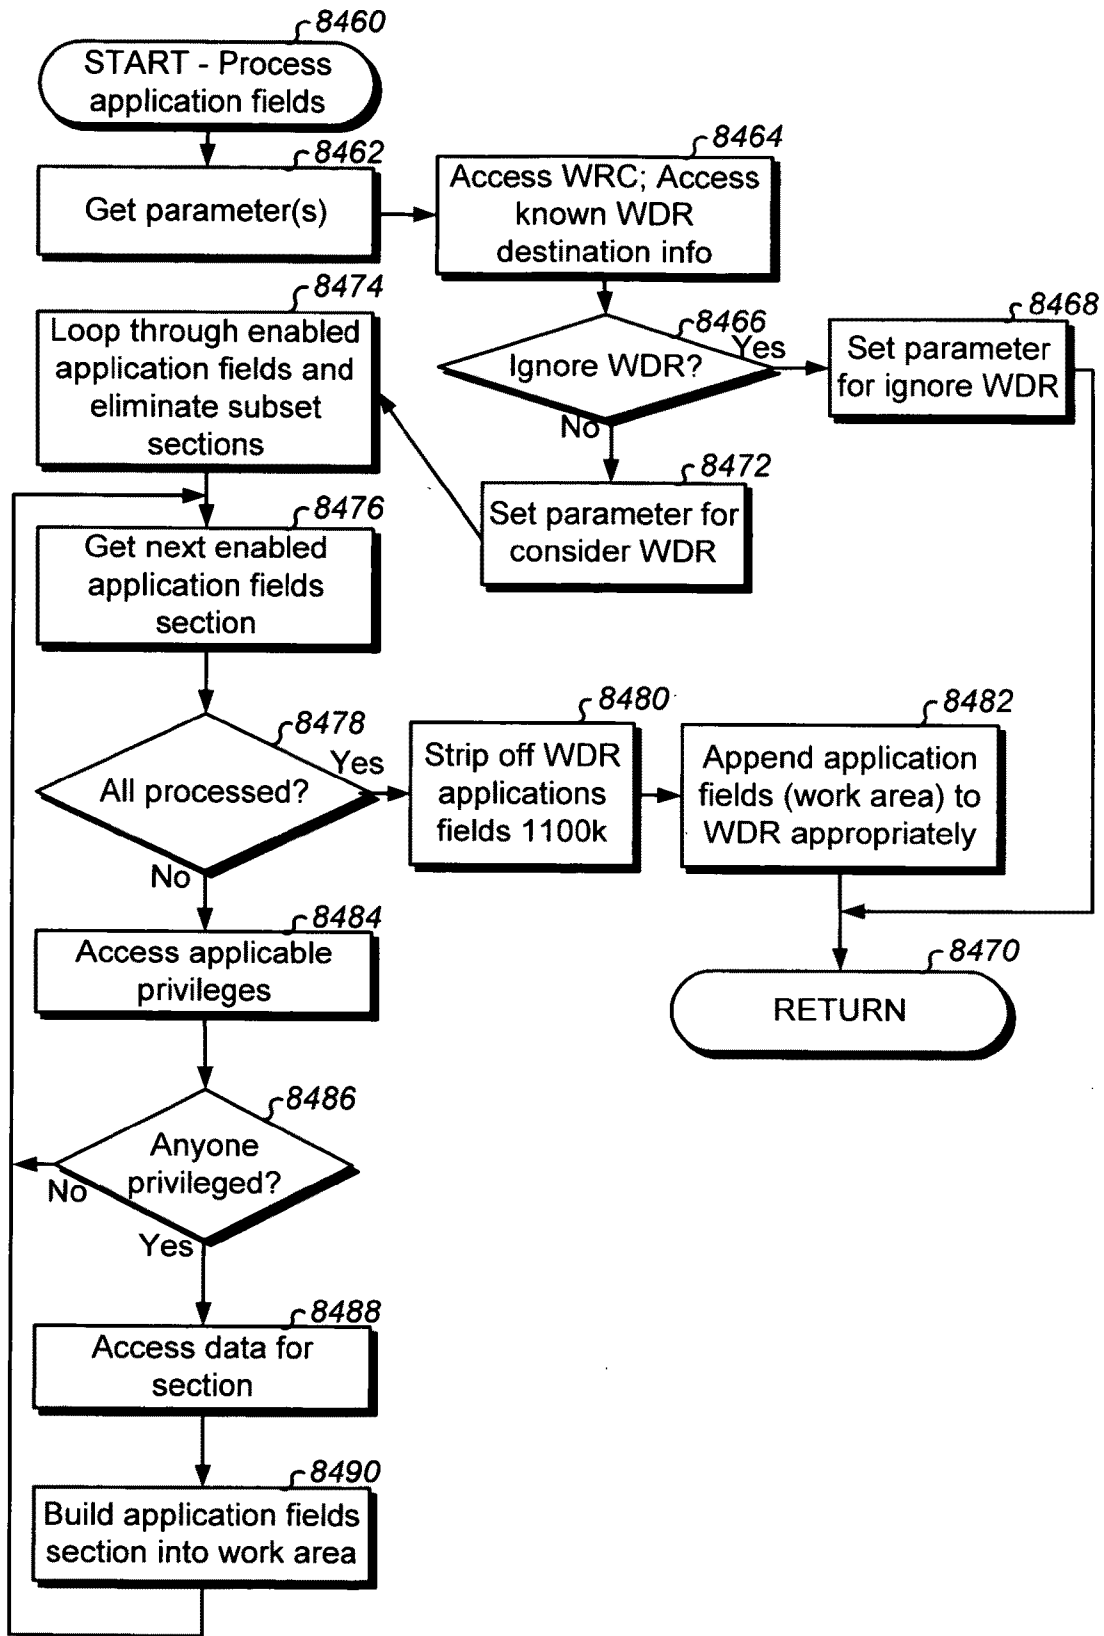 8460
START - Process
application fields
8462
Get parameter(s)
8464
Access WRC; Access
known WDR
destination info
8466
Ignore WDR?
Yes
No
8468
Set parameter
for ignore WDR
8472
Set parameter for
consider WDR
8474
Loop through enabled
application fields and
eliminate subset
sections
8476
Get next enabled
application fields
section
8478
All processed?
Yes
No
8480
Strip off WDR
applications
fields 1100k
8482
Append application
fields (work area) to
WDR appropriately
8470
RETURN
8484
Access applicable
privileges
8486
Anyone
privileged?
No
Yes
8488
Access data for
section
8490
Build application fields
section into work area